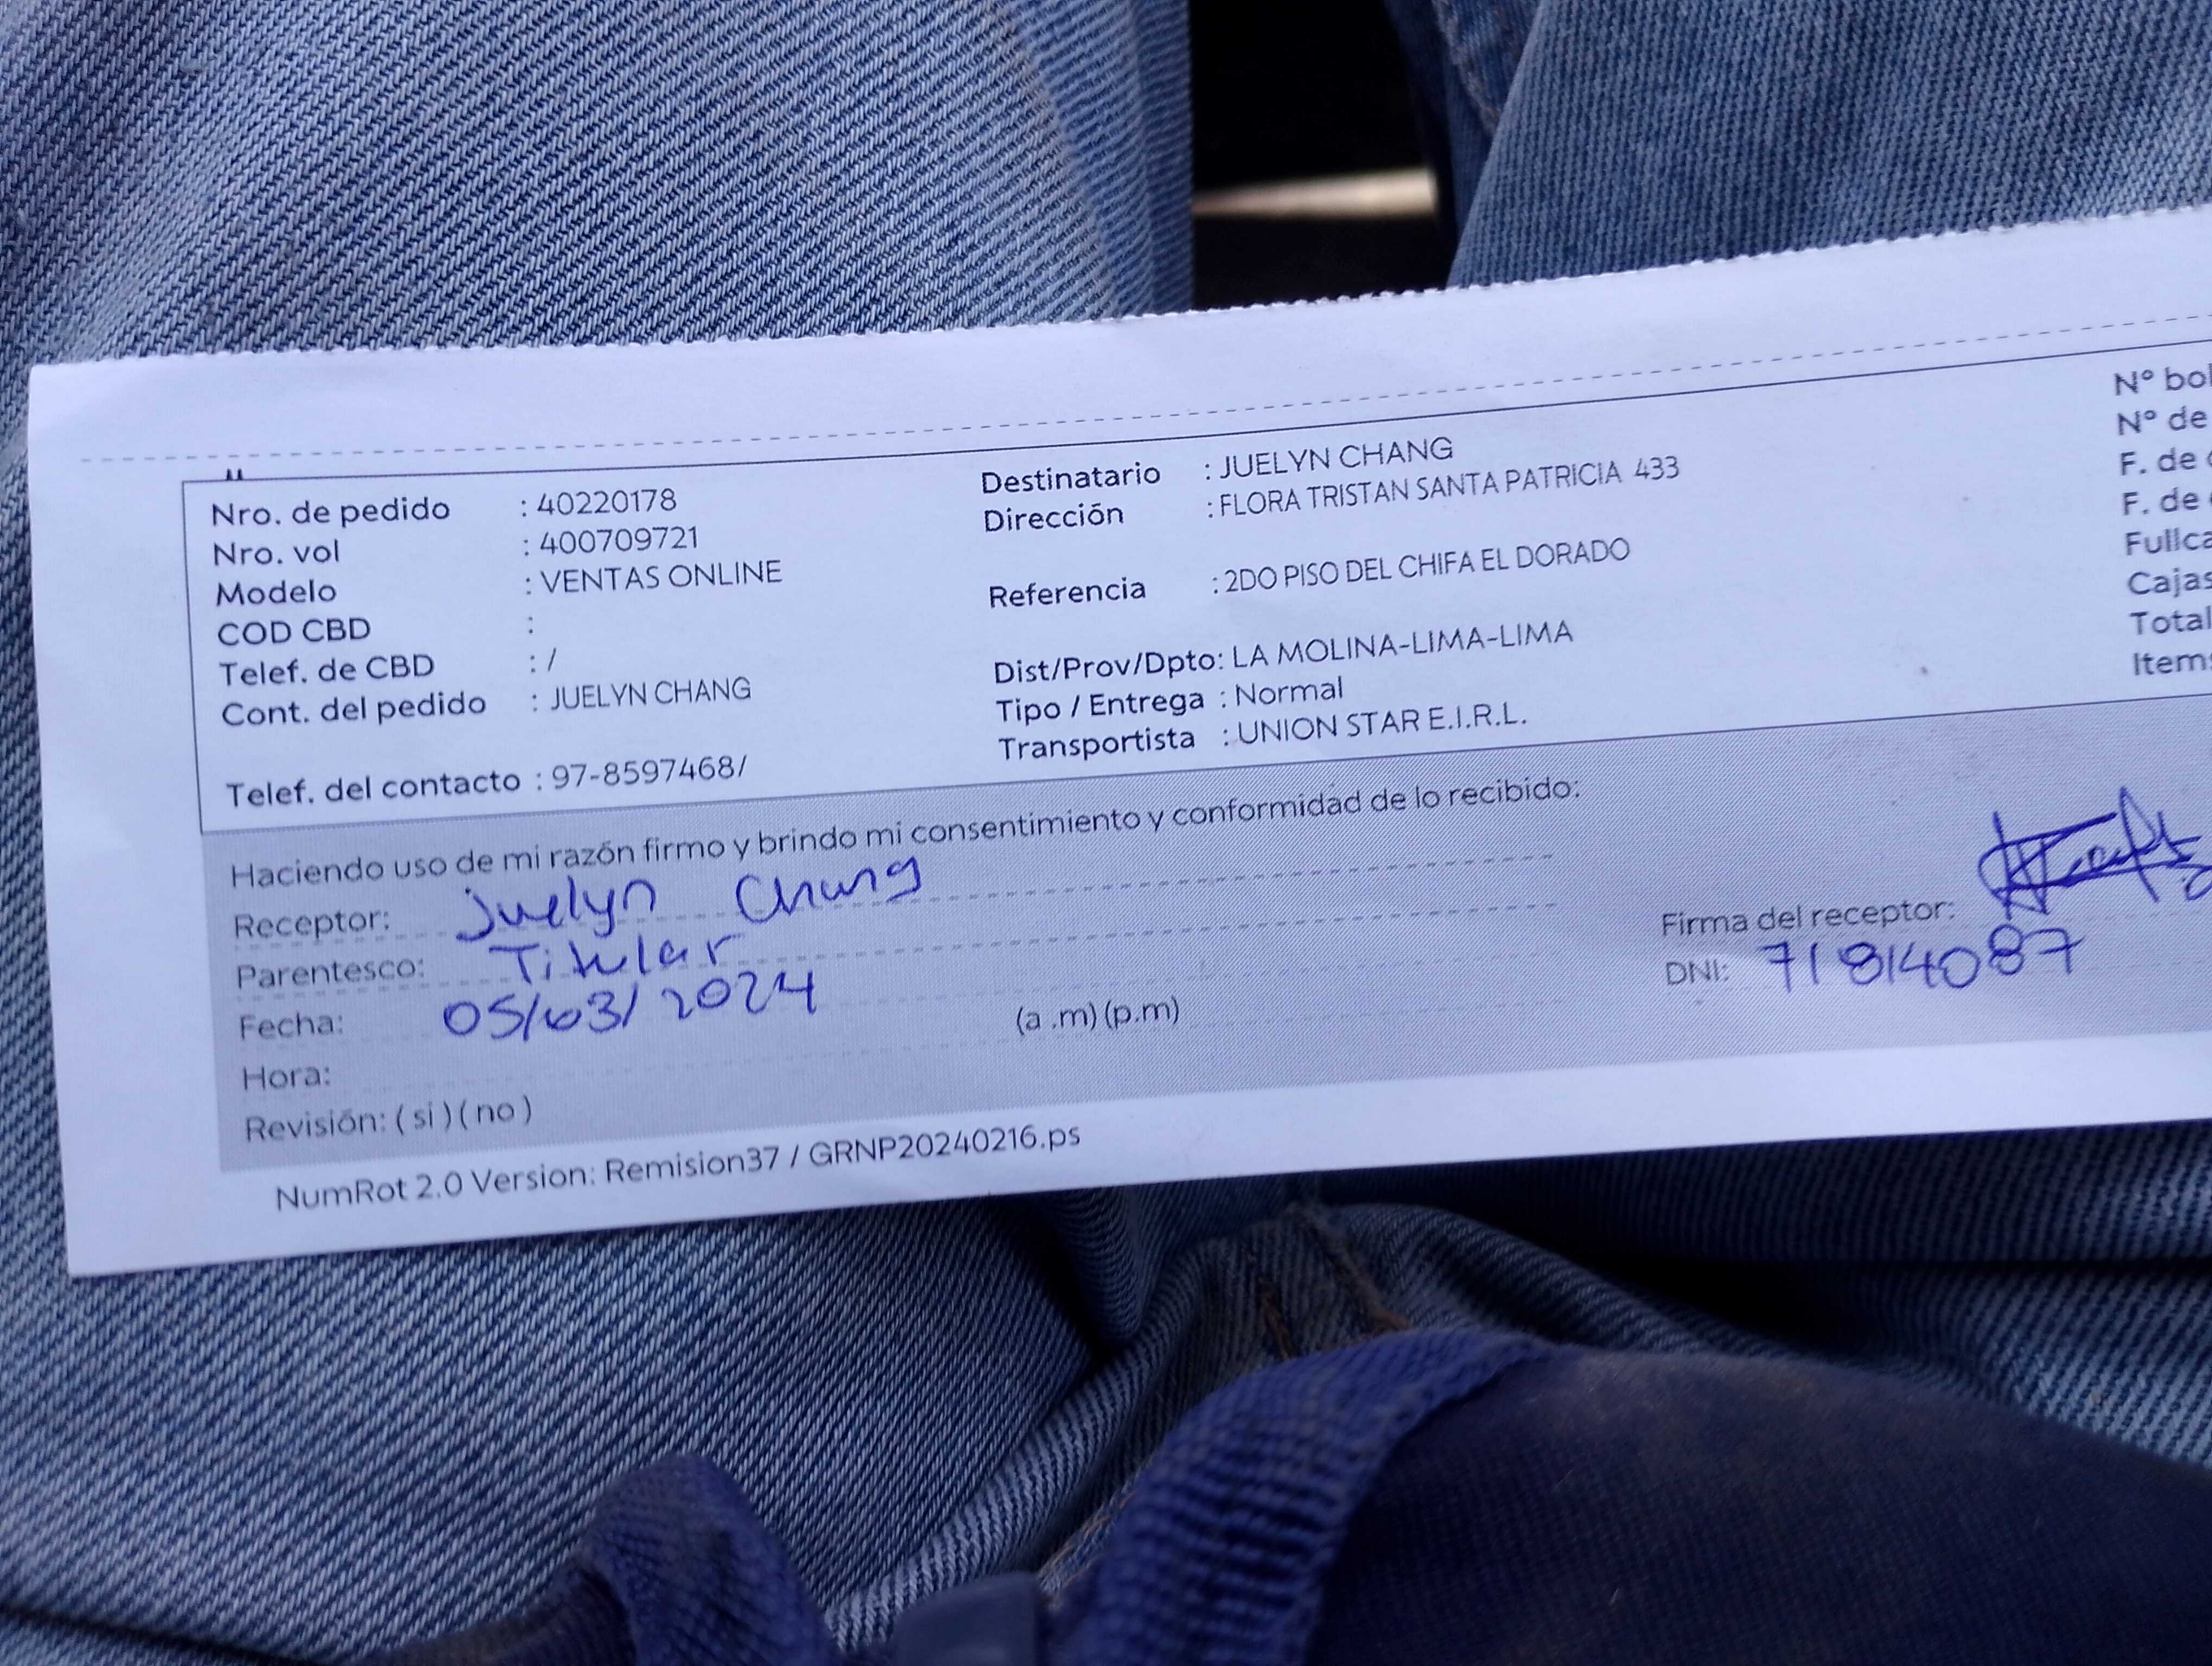 Nro. de pedido : 40220178
Nro. vol : 400709721
Modelo : VENTAS ONLINE
COD CBD :
Telef. de CBD : /
Cont. del pedido : JUELYN CHANG
Telef. del contacto : 97-8597468/
Destinatario : JUELYN CHANG
Dirección : FLORA TRISTAN SANTA PATRICIA 433
Referencia : 2DO PISO DEL CHIFA EL DORADO
Dist/Prov/Dpto: LA MOLINA-LIMA-LIMA
Tipo / Entrega : Normal
Transportista : UNION STAR E.I.R.L.
N° bol
N° de
F. de
F. de
Fullca
Cajas
Total
Items
Haciendo uso de mi razón firmo y brindo mi consentimiento y conformidad de lo recibido:
Receptor: Juelyn Chang
Parentesco: Titular
Fecha: 05/03/2024
Hora: (a .m) (p.m)
Revisión: ( si ) ( no )
Firma del receptor:
DNI: 71814087
NumRot 2.0 Version: Remision37 / GRNP20240216.ps